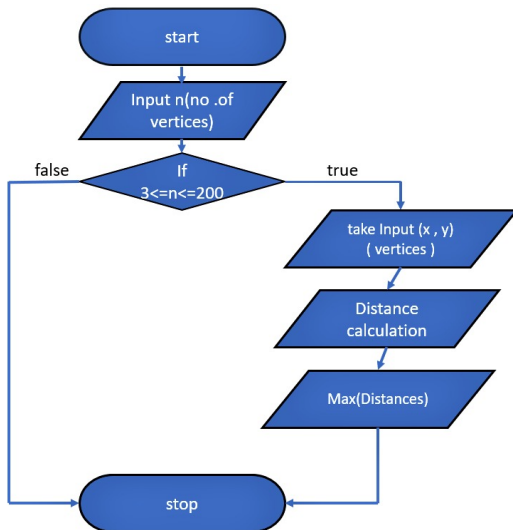 start
Input n(no .of
vertices)
false
If
3<=n<=200
true
take Input (x , y)
( vertices )
Distance
calculation
Max(Distances)
stop